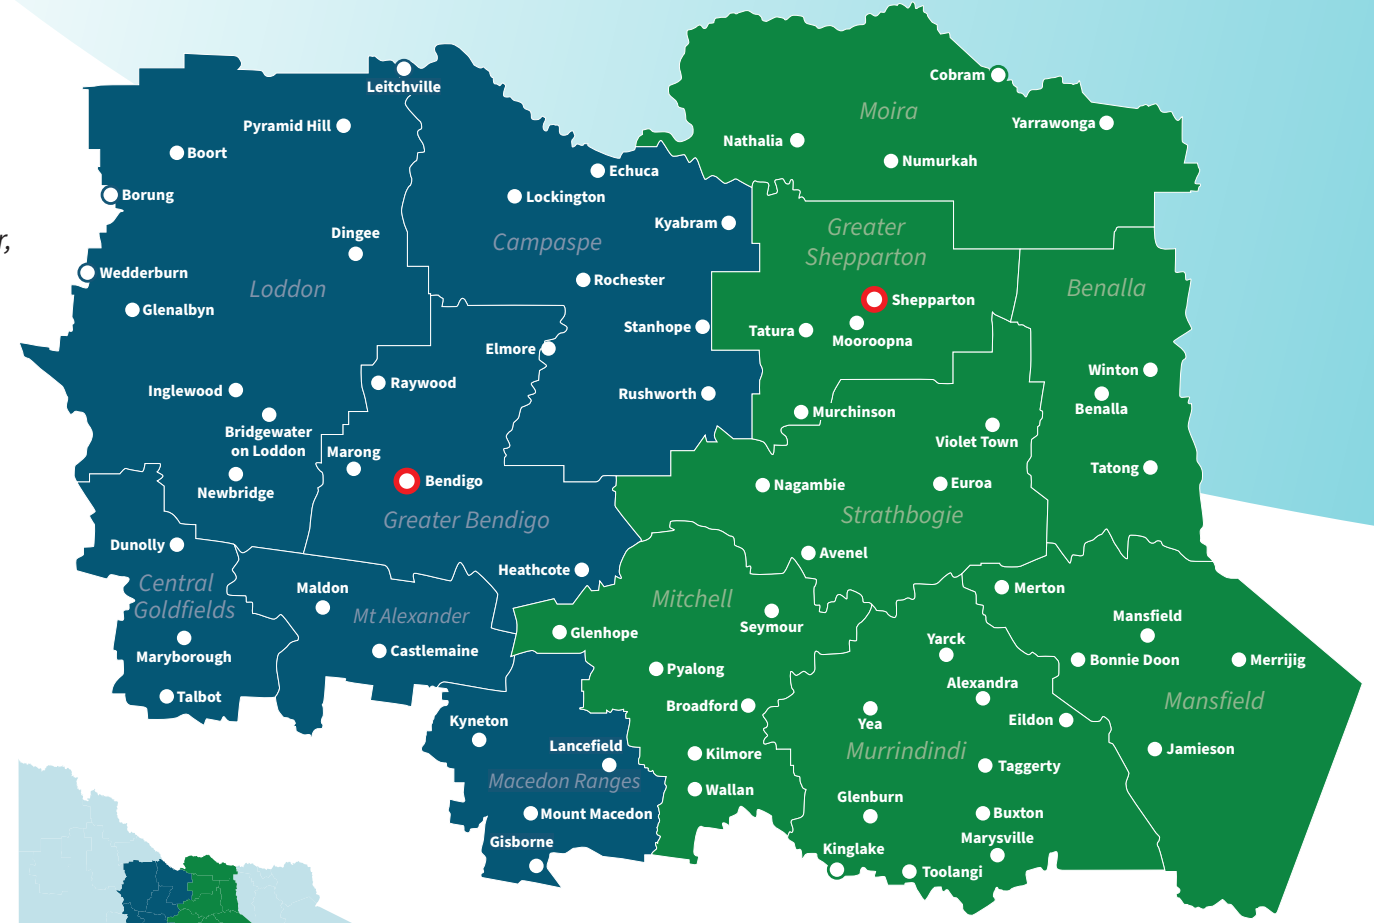 Cobram
Leitchville
Moira
Pyramid Hill
Yarrawonga
Nathalia
Boort
Numurkah
Echuca
Borung
Lockington
Kyabram
Greater
Shepparton
Dingee
r,
Campaspe
Wedderburn
Rochester
Loddon
Benalla
Shepparton
Glenalbyn
Stanhope
Tatura
Mooroopna
Elmore
Winton
Raywood
Inglewood
Rushworth
Benalla
Murchinson
Bridgewater
on Loddon
Violet Town
Marong
Tatong
Newbridge
Bendigo
Nagambie
Euroa
Greater Bendigo
Strathbogie
Dunolly
Avenel
Heathcote
Central
Goldfields
Maldon
Mitchell
Merton
Mt Alexander
Seymour
Mansfield
Glenhope
Yarck
Maryborough
Castlemaine
Bonnie Doon
Merrijig
Pyalong
Alexandra
Talbot
Broadford
Mansfield
Kyneton
Yea
Eildon
Lancefield
Kilmore
Murrindindi
Jamieson
Taggerty
Macedon Ranges
Wallan
Glenburn
Mount Macedon
Buxton
Gisborne
Marysville
Kinglake
Toolangi